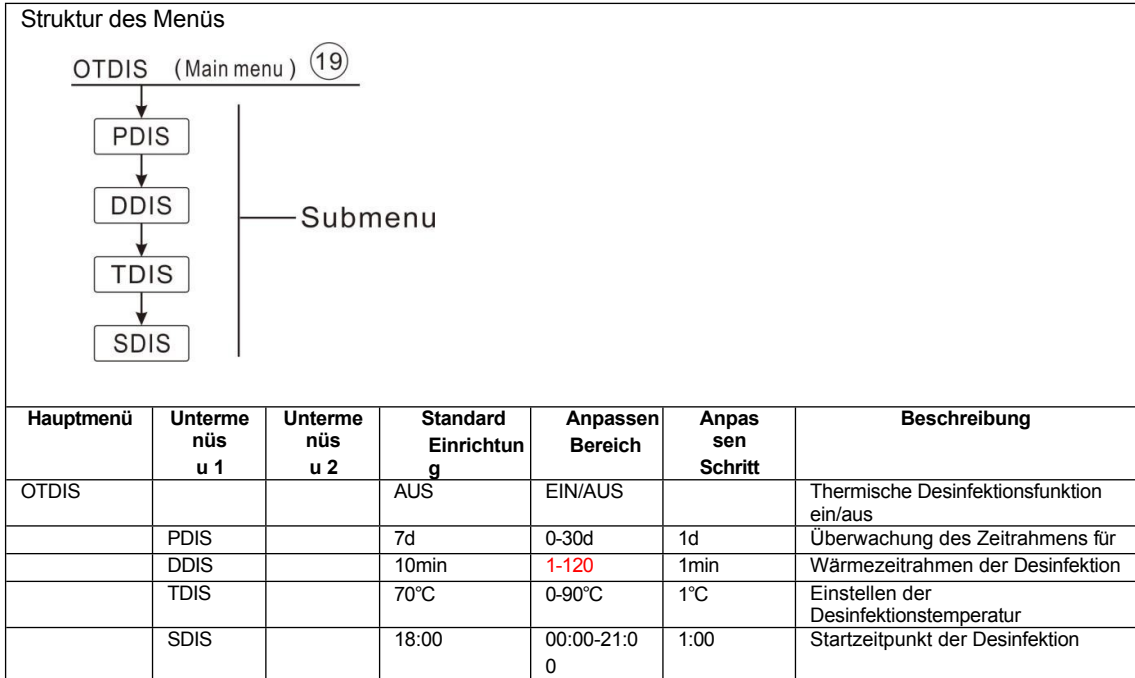 Struktur des Menüs
OTDIS (Main menu) 19
PDIS
DDIS
Submenu
TDIS
SDIS
Hauptmenü Unterme nüs u 1 Unterme nüs u 2 Standard Einrichtun g Anpassen Bereich Anpas sen Schritt Beschreibung
OTDIS AUS EIN/AUS Thermische Desinfektionsfunktion
ein/aus
PDIS 7d 0-30d 1d Überwachung des Zeitrahmens für
DDIS 10min 1-120 1min Wärmezeitrahmen der Desinfektion
TDIS 70℃ 0-90℃ 1℃ Einstellen der
Desinfektionstemperatur
SDIS 18:00 00:00-21:0 1:00 Startzeitpunkt der Desinfektion
0